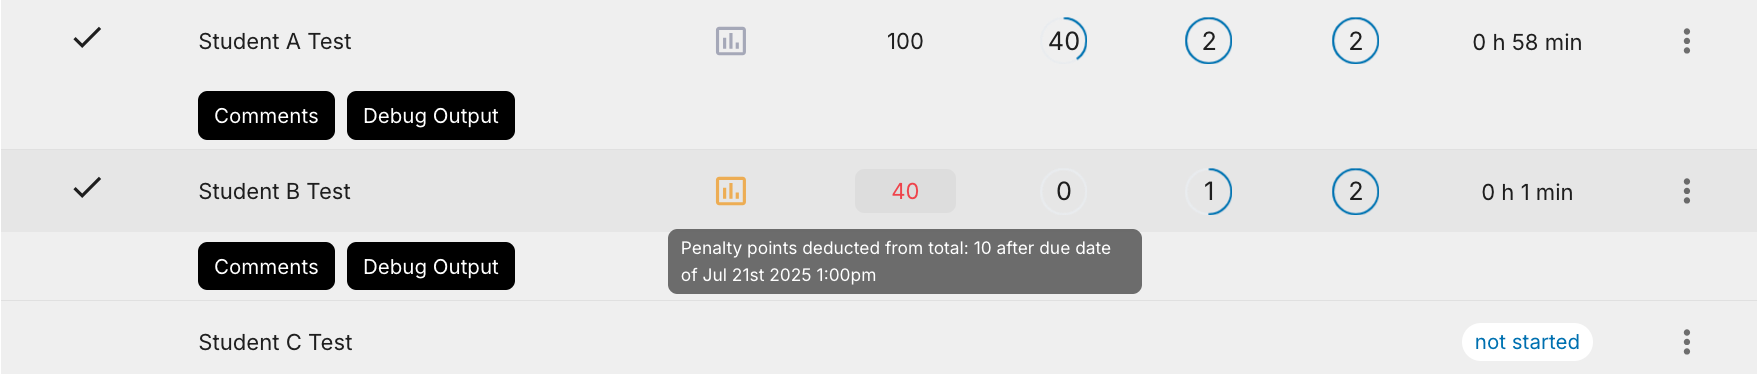 Student A Test 100 40 2 2 0 h 58 min
Comments Debug Output
Student B Test 40 0 1 2 0 h 1 min
Penalty points deducted from total: 10 after due date
of Jul 21st 2025 1:00pm
Comments Debug Output
Student C Test not started